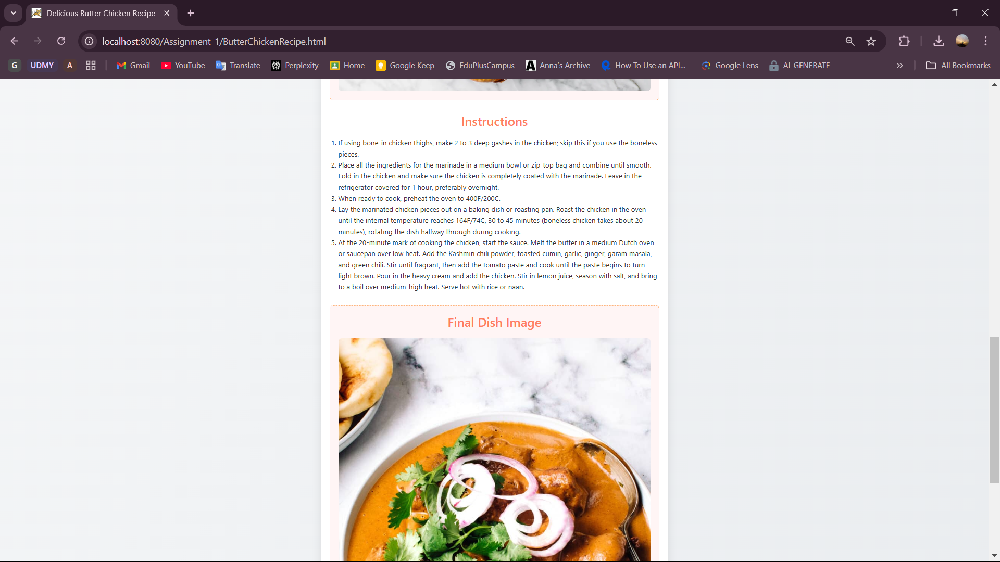 Delicious Butter Chicken Recipe
localhost:8080/Assignment_1/ButterChickenRecipe.html
G UDMY A Gmail YouTube Translate Perplexity Home Google Keep EduPlusCampus Anna's Archive How To Use an API... Google Lens AI_GENERATE All Bookmarks
Instructions
1. If using bone-in chicken thighs, make 2 to 3 deep gashes in the chicken; skip this if you use the boneless
pieces.
2. Place all the ingredients for the marinade in a medium bowl or zip-top bag and combine until smooth.
Fold in the chicken and make sure the chicken is completely coated with the marinade. Leave in the
refrigerator covered for 1 hour, preferably overnight.
3. When ready to cook, preheat the oven to 400F/200C.
4. Lay the marinated chicken pieces out on a baking dish or roasting pan. Roast the chicken in the oven
until the internal temperature reaches 164F/74C, 30 to 45 minutes (boneless chicken takes about 20
minutes), rotating the dish halfway through during cooking.
5. At the 20-minute mark of cooking the chicken, start the sauce. Melt the butter in a medium Dutch oven
or saucepan over low heat. Add the Kashmiri chili powder, toasted cumin, garlic, ginger, garam masala,
and green chili. Stir until fragrant, then add the tomato paste and cook until the paste begins to turn
light brown. Pour in the heavy cream and add the chicken. Stir in lemon juice, season with salt, and bring
to a boil over medium-high heat. Serve hot with rice or naan.
Final Dish Image